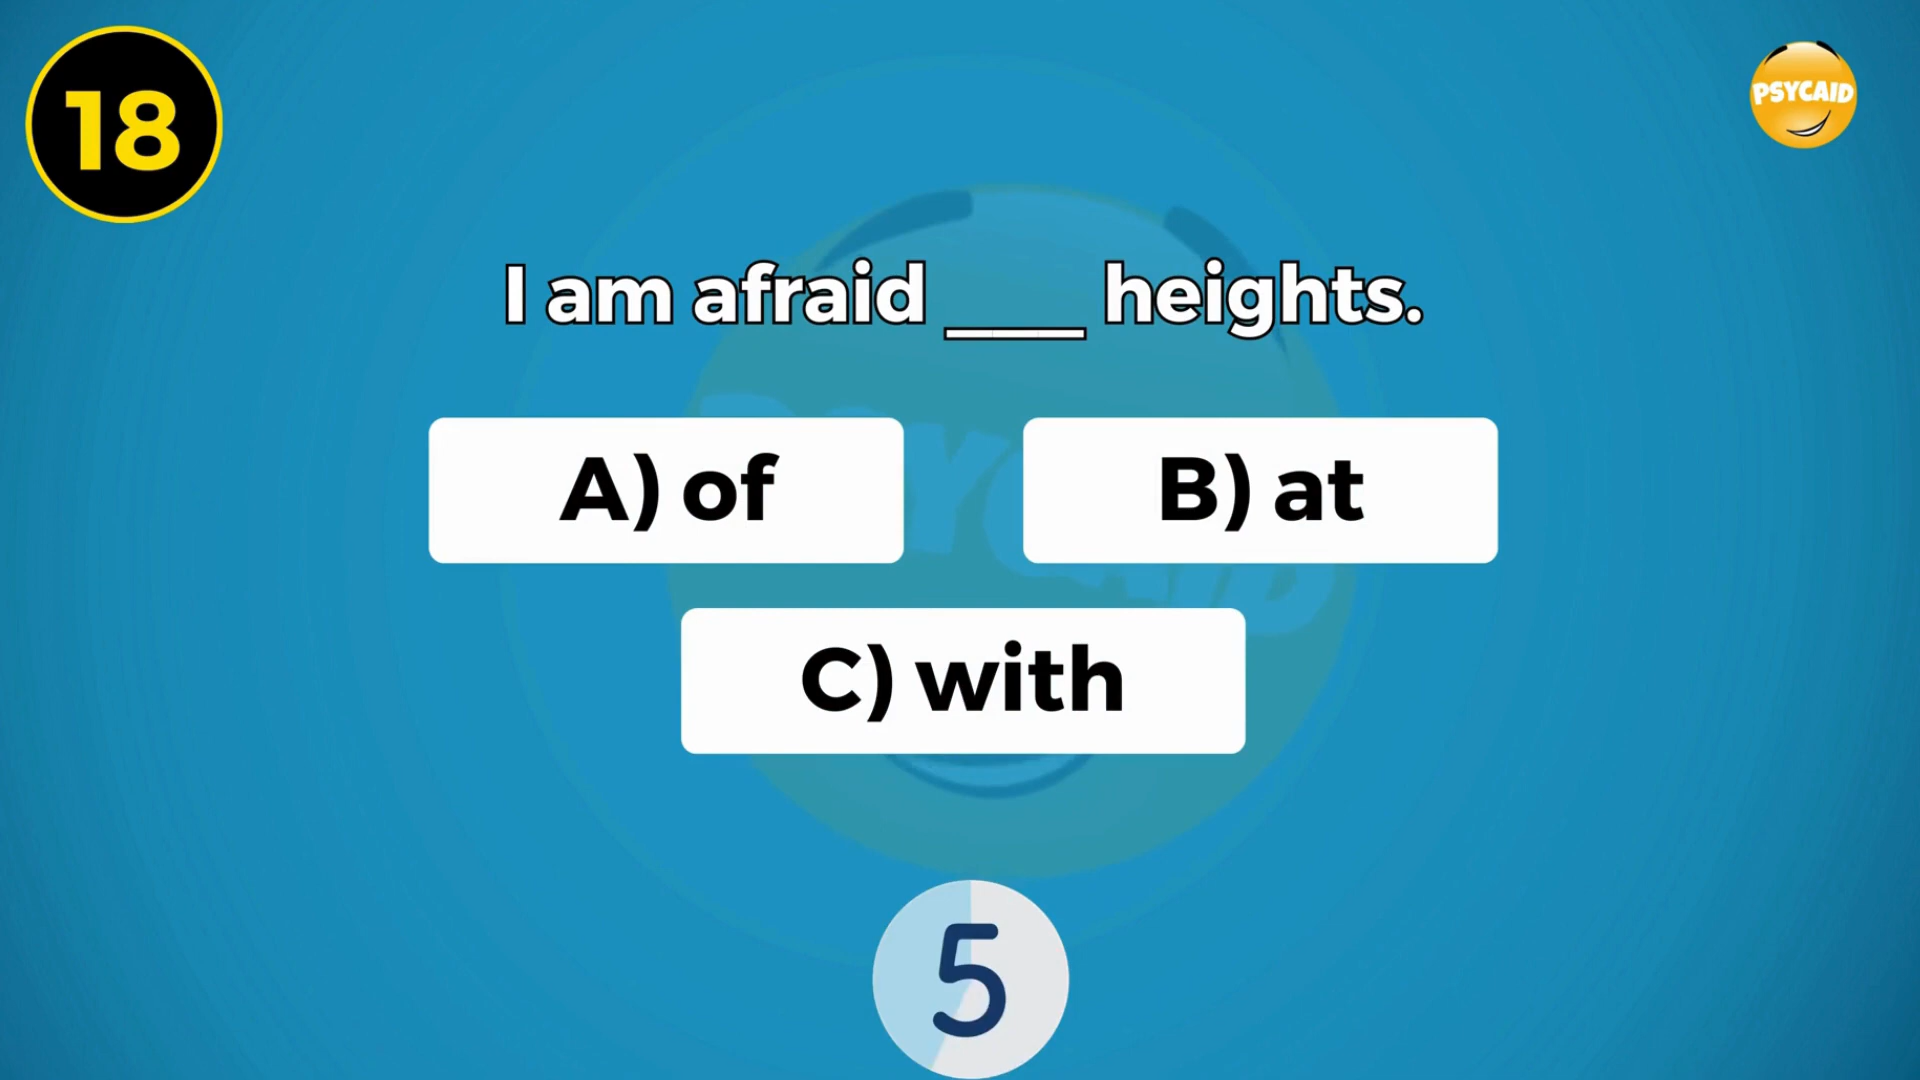 18
PSYCAID
I am afraid ___ heights.
A) of
B) at
C) with
5